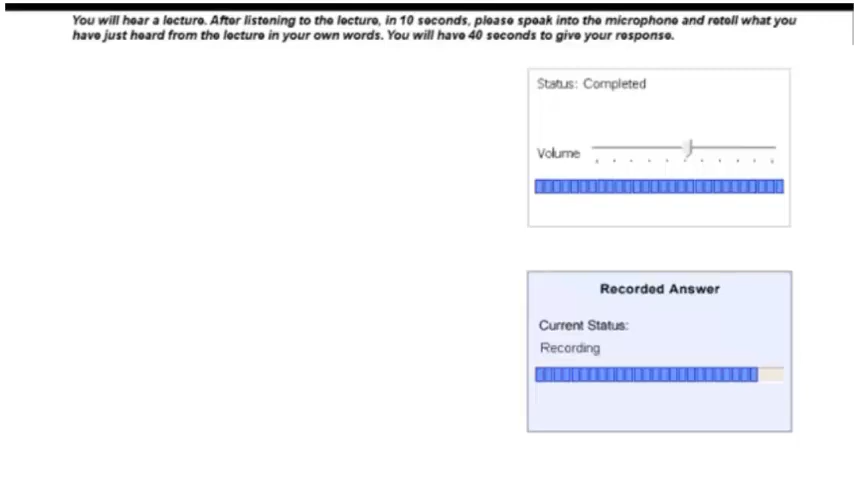 You will hear a lecture. After listening to the lecture, in 10 seconds, please speak into the microphone and retell what you
have just heard from the lecture in your own words. You will have 40 seconds to give your response.
Status: Completed
Volume
Recorded Answer
Current Status:
Recording